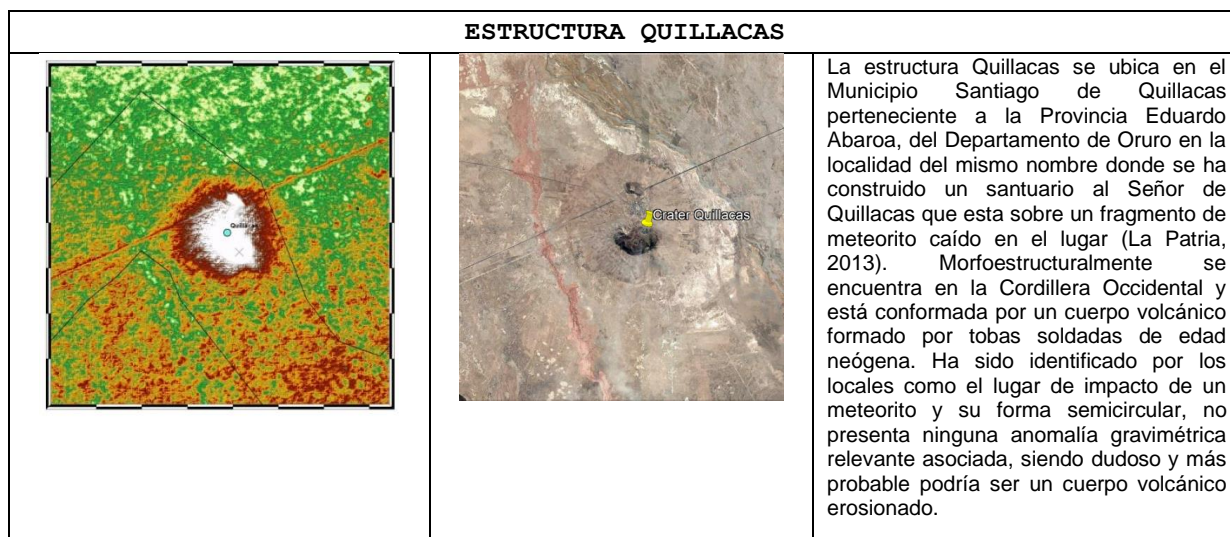 ESTRUCTURA QUILLACAS
Quillacas
Crater Quillacas
La estructura Quillacas se ubica en el
Municipio Santiago de Quillacas
perteneciente a la Provincia Eduardo
Abaroa, del Departamento de Oruro en la
localidad del mismo nombre donde se ha
construido un santuario al Señor de
Quillacas que esta sobre un fragmento de
meteorito caído en el lugar (La Patria,
2013). Morfoestructuralmente se
encuentra en la Cordillera Occidental y
está conformada por un cuerpo volcánico
formado por tobas soldadas de edad
neógena. Ha sido identificado por los
locales como el lugar de impacto de un
meteorito y su forma semicircular, no
presenta ninguna anomalía gravimétrica
relevante asociada, siendo dudoso y más
probable podría ser un cuerpo volcánico
erosionado.